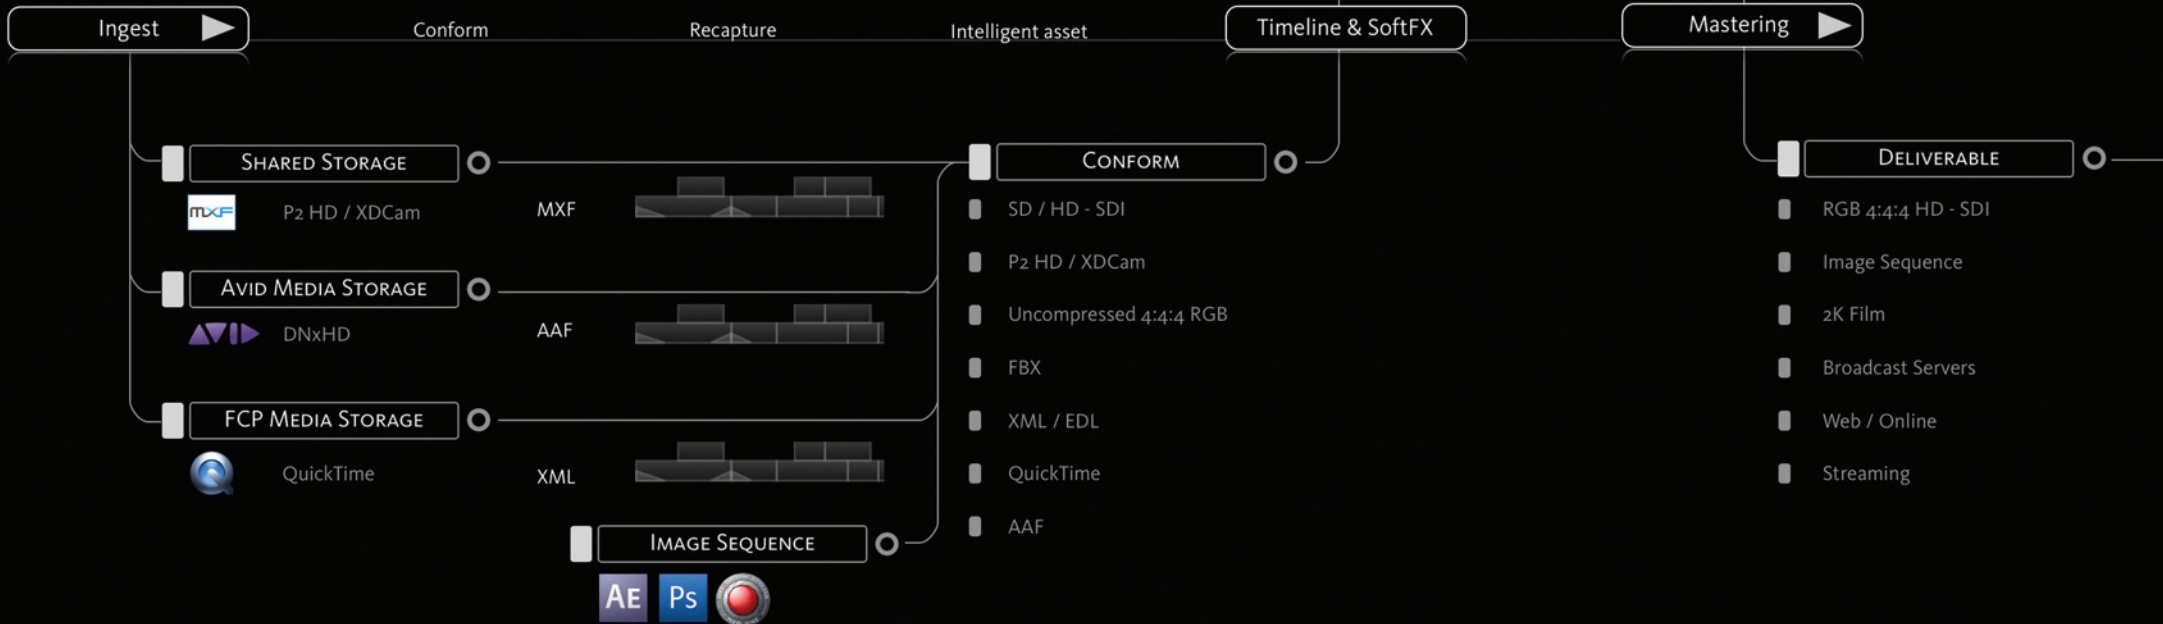 Ingest
Conform
Recapture
Intelligent asset
Timeline & SoftFX
Mastering
SHARED STORAGE
MXF
P2 HD / XDCam
MXF
AVID MEDIA STORAGE
AVID
DNxHD
AAF
FCP MEDIA STORAGE
QuickTime
XML
IMAGE SEQUENCE
AE
Ps
CONFORM
SD / HD - SDI
P2 HD / XDCam
Uncompressed 4:4:4 RGB
FBX
XML / EDL
QuickTime
AAF
DELIVERABLE
RGB 4:4:4 HD - SDI
Image Sequence
2K Film
Broadcast Servers
Web / Online
Streaming